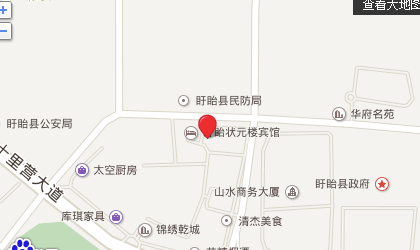 查看大地图
盱眙县民防局
华府名苑
盱眙县公安局
眙状元楼宾馆
十里营大道
太空厨房
盱眙县政府
山水商务大厦
库琪家具
清杰美食
锦绣乾城